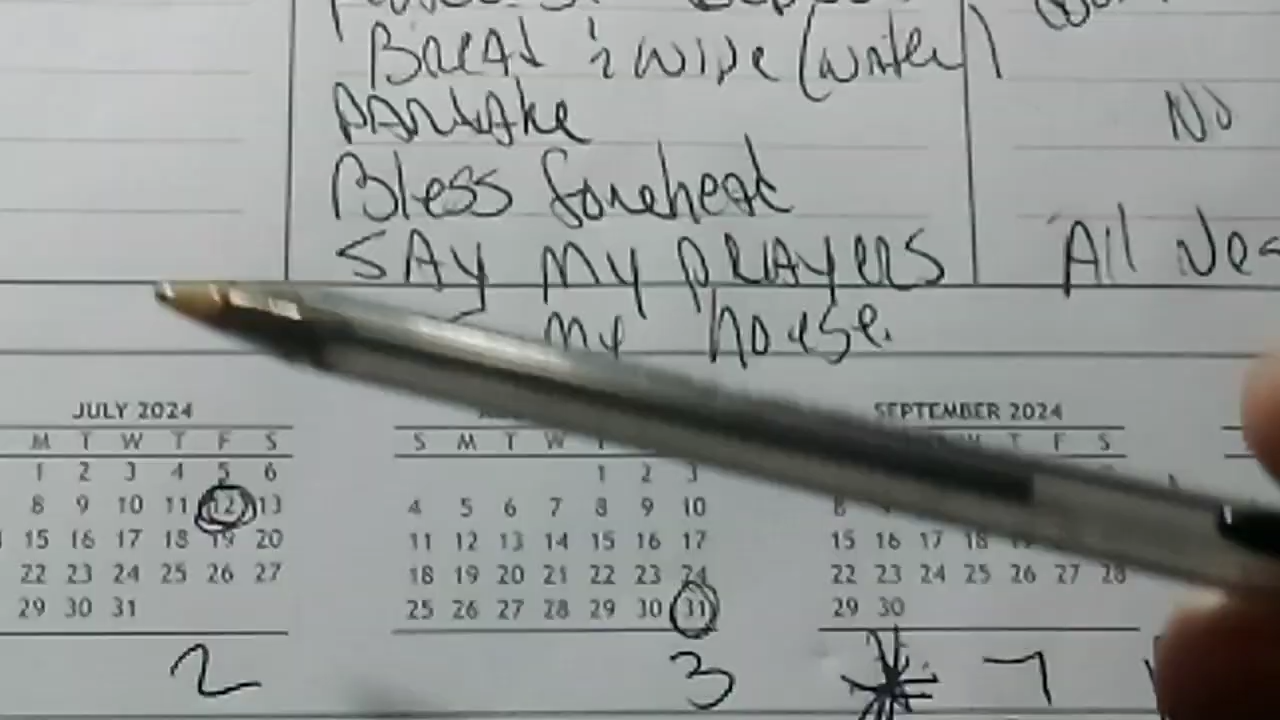 BREAD & WINE (WATER)
PARTAKE
NO
Bless foreheat
SAY MY PRAYERS
All
my house.
JULY 2024
M T W T F S
1 2 3 4 5 6
8 9 10 11 12 13
15 16 17 18 19 20
22 23 24 25 26 27
29 30 31
2
S M T W T
1 2 3
4 5 6 7 8 9 10
11 12 13 14 15 16 17
18 19 20 21 22 23 24
25 26 27 28 29 30 31
3
SEPTEMBER 2024
T F S
8
15 16 17 18
22 23 24 25 26 27 28
29 30
* 7